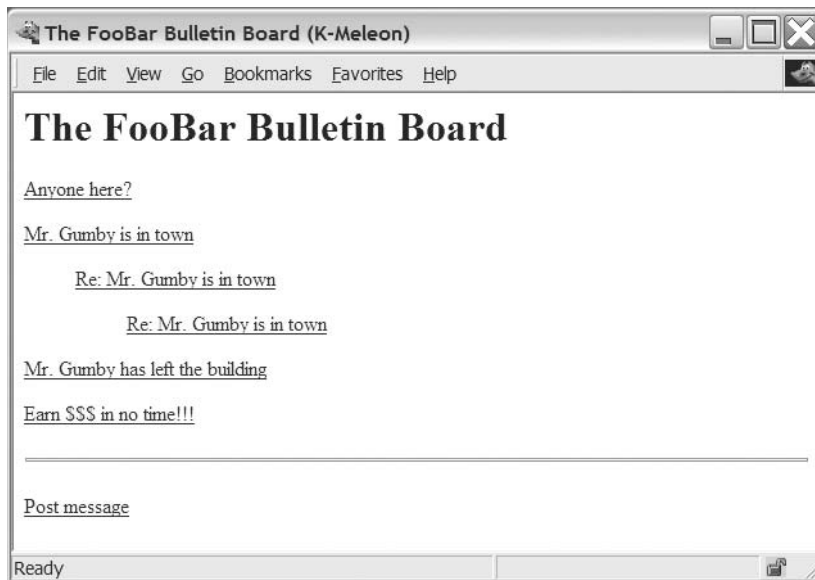 The FooBar Bulletin Board (K-Meleon)
File Edit View Go Bookmarks Favorites Help
The FooBar Bulletin Board
Anyone here?
Mr. Gumby is in town
Re: Mr. Gumby is in town
Re: Mr. Gumby is in town
Mr. Gumby has left the building
Earn $$$ in no time!!!
Post message
Ready